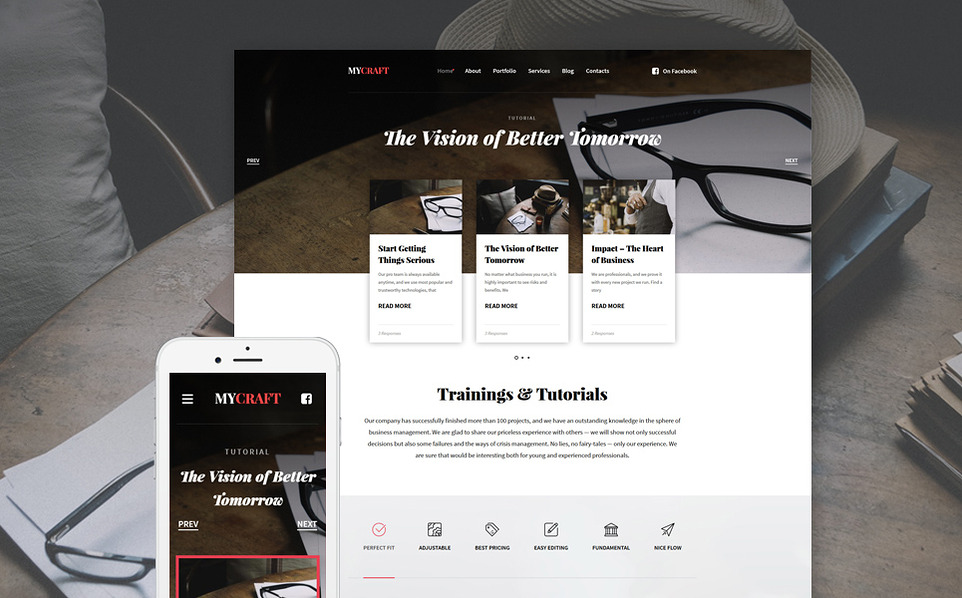 MYCRAFT
Home About Portfolio Services Blog Contacts
On Facebook
TUTORIAL
The Vision of Better Tomorrow
PREV
NEXT
Start Getting
Things Serious
Our pro team is always available
anytime, and we use most popular and
trustworthy technologies, that
READ MORE
3 Responses
The Vision of Better
Tomorrow
No matter what business you run, it is
highly important to see risks and
benefits. We
READ MORE
3 Responses
Impact – The Heart
of Business
We are professionals, and we prove it
with every new project we run. Find a
story
READ MORE
3 Responses
Trainings & Tutorials
Our company has successfully finished more than 100 projects, and we have an outstanding knowledge in the sphere of
business management. We are glad to share our priceless experience with others — we will show not only successful
decisions but also some failures and the ways of crisis management. No lies, no fairy-tales — only our experience. We
are sure that would be interesting both for young and experienced professionals.
PERFECT FIT
ADJUSTABLE
BEST PRICING
EASY EDITING
FUNDAMENTAL
NICE FLOW
MYCRAFT
TUTORIAL
The Vision of Better
Tomorrow
PREV
NEXT